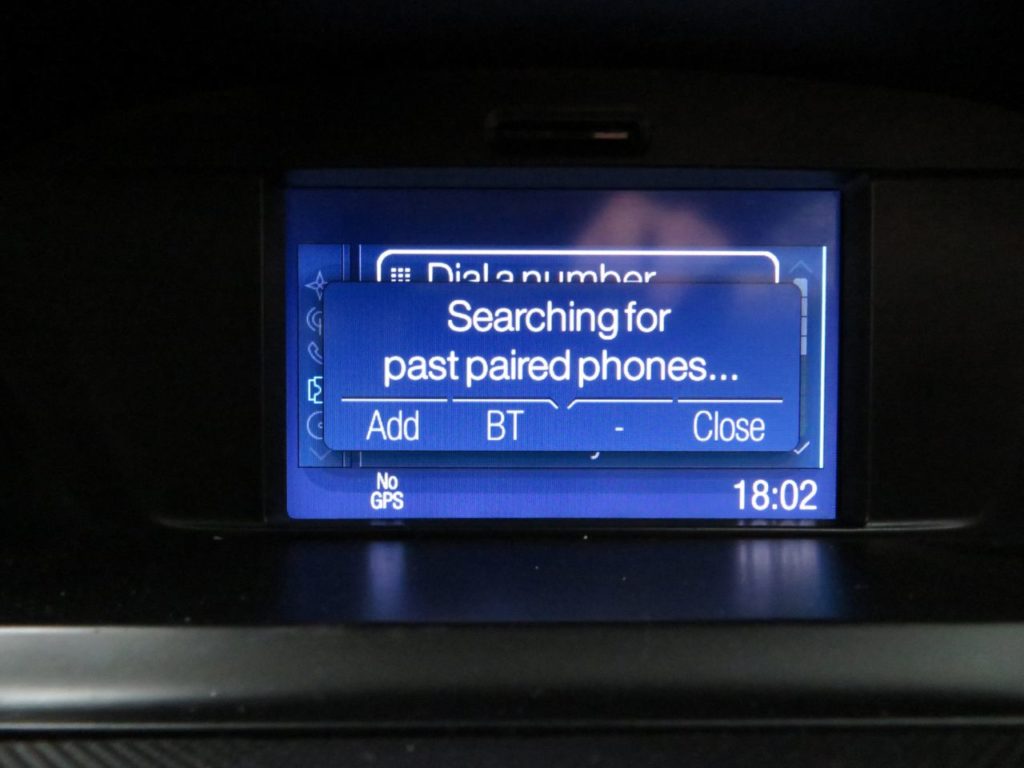 Dial a number
Searching for
past paired phones...
Add BT - Close
No
GPS
18:02